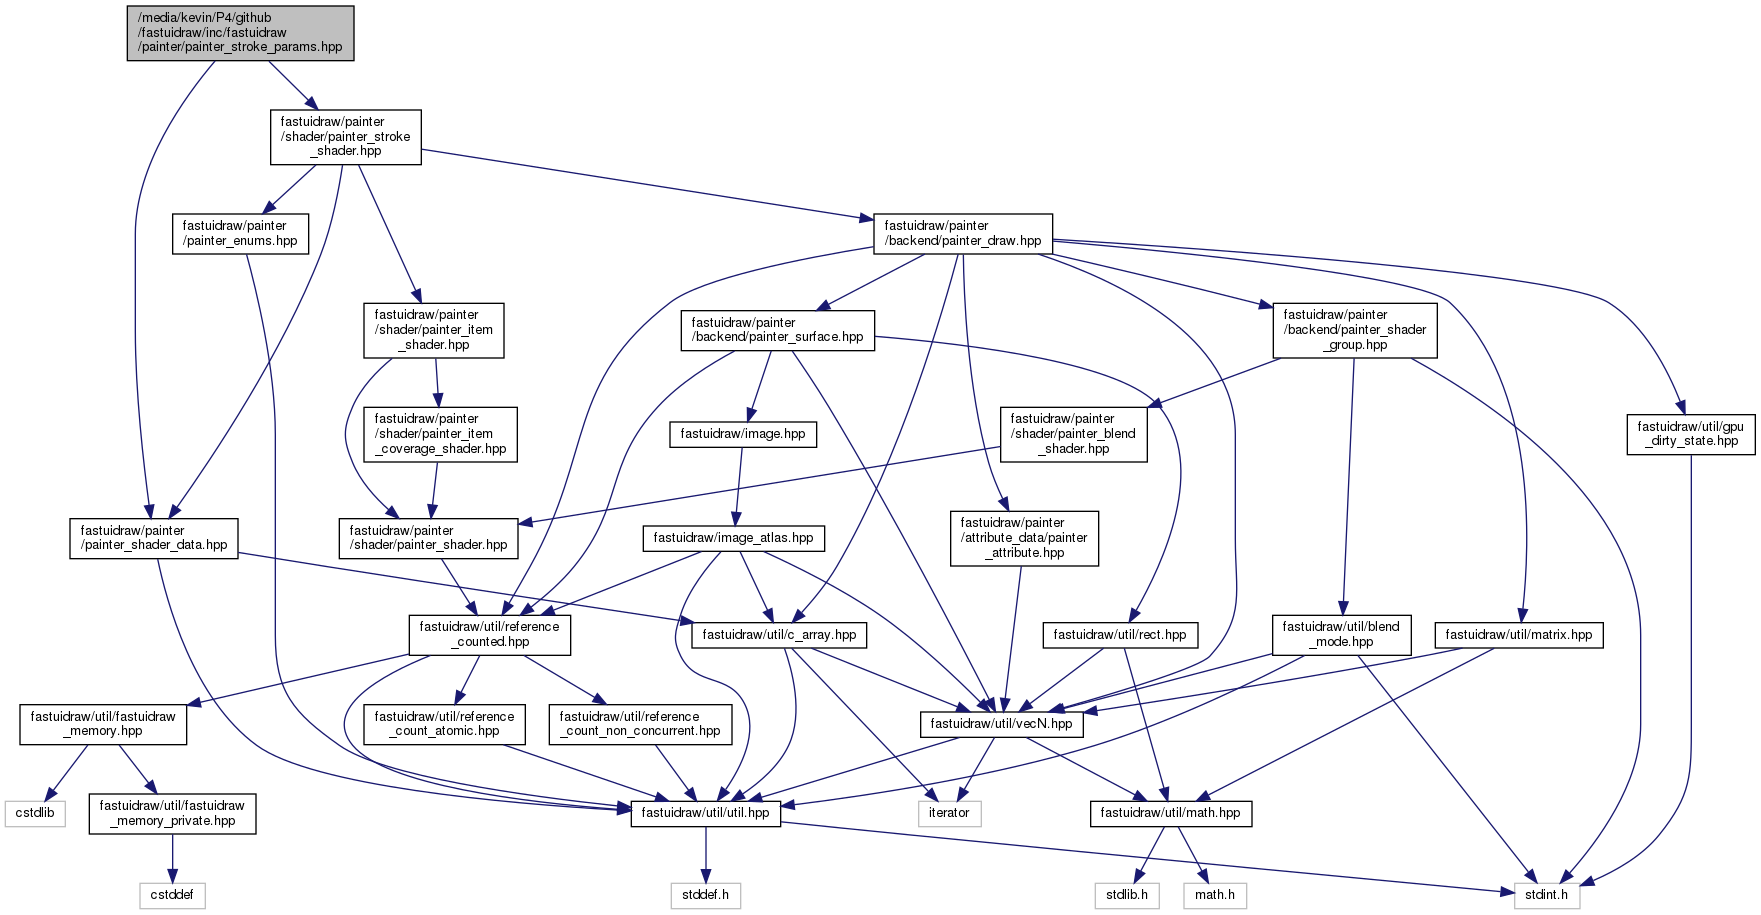 /media/kevin/P4/github
/fastuidraw/inc/fastuidraw
/painter/painter_stroke_params.hpp
fastuidraw/painter
/shader/painter_stroke
_shader.hpp
fastuidraw/painter
/painter_enums.hpp
fastuidraw/painter
/backend/painter_draw.hpp
fastuidraw/painter
/shader/painter_item
_shader.hpp
fastuidraw/painter
/backend/painter_surface.hpp
fastuidraw/painter
/backend/painter_shader
_group.hpp
fastuidraw/painter
/shader/painter_item
_coverage_shader.hpp
fastuidraw/image.hpp
fastuidraw/painter
/shader/painter_blend
_shader.hpp
fastuidraw/util/gpu
_dirty_state.hpp
fastuidraw/painter
/painter_shader_data.hpp
fastuidraw/painter
/shader/painter_shader.hpp
fastuidraw/image_atlas.hpp
fastuidraw/painter
/attribute_data/painter
_attribute.hpp
fastuidraw/util/reference
_counted.hpp
fastuidraw/util/c_array.hpp
fastuidraw/util/rect.hpp
fastuidraw/util/blend
_mode.hpp
fastuidraw/util/matrix.hpp
fastuidraw/util/fastuidraw
_memory.hpp
fastuidraw/util/reference
_count_atomic.hpp
fastuidraw/util/reference
_count_non_concurrent.hpp
fastuidraw/util/vecN.hpp
cstdlib
fastuidraw/util/fastuidraw
_memory_private.hpp
fastuidraw/util/util.hpp
iterator
fastuidraw/util/math.hpp
cstddef
stddef.h
stdlib.h
math.h
stdint.h